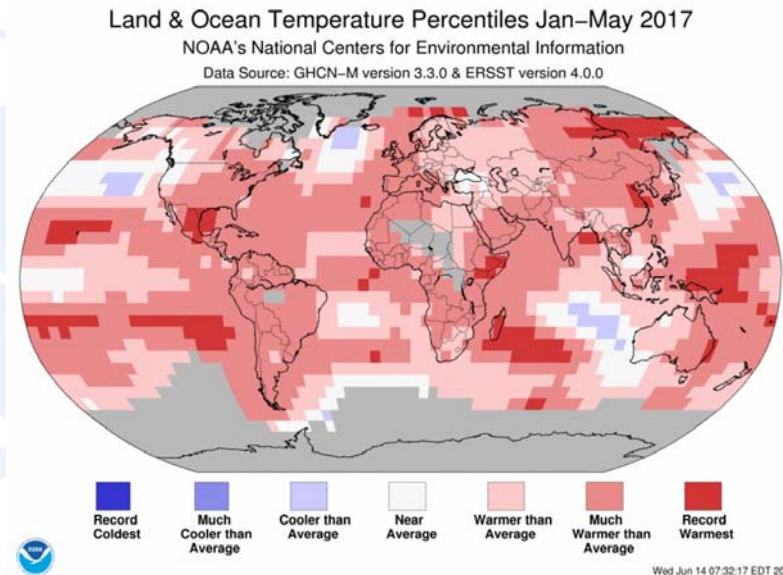 Land & Ocean Temperature Percentiles Jan–May 2017
NOAA's National Centers for Environmental Information
Data Source: GHCN–M version 3.3.0 & ERSST version 4.0.0
Record Coldest
Much Cooler than Average
Cooler than Average
Near Average
Warmer than Average
Much Warmer than Average
Record Warmest
NOAA
Wed Jun 14 07:32:17 EDT 20